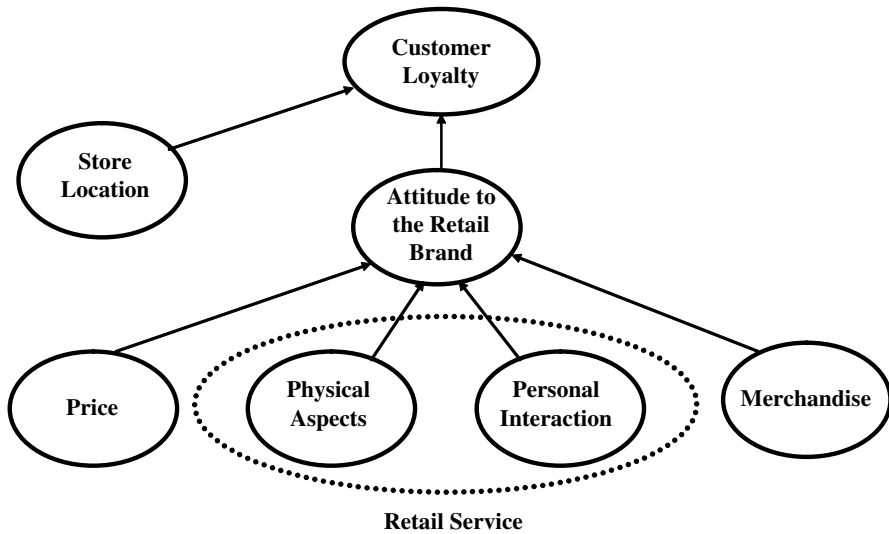 Customer
Loyalty
Store
Location
Attitude to
the Retail
Brand
Price
Physical
Aspects
Personal
Interaction
Merchandise
Retail Service